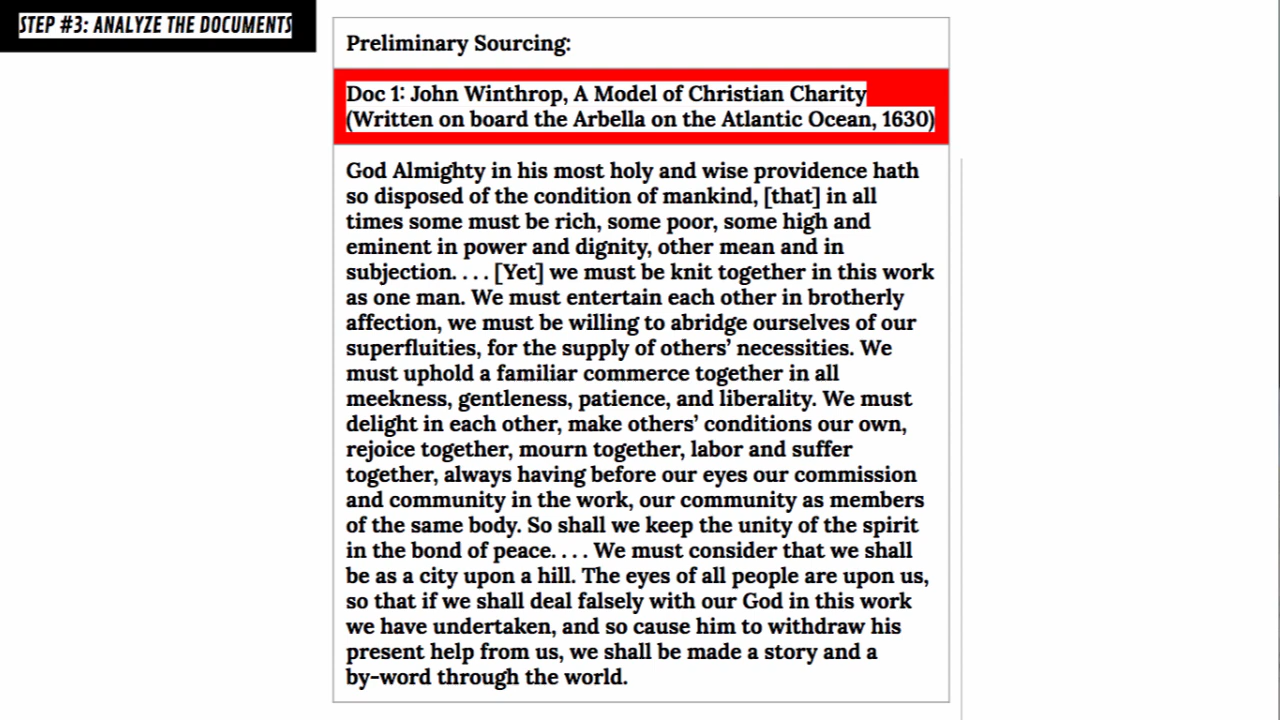 STEP #3: ANALYZE THE DOCUMENTS
Preliminary Sourcing:
Doc 1: John Winthrop, A Model of Christian Charity
(Written on board the Arbella on the Atlantic Ocean, 1630)
God Almighty in his most holy and wise providence hath
so disposed of the condition of mankind, [that] in all
times some must be rich, some poor, some high and
eminent in power and dignity, other mean and in
subjection. . . . [Yet] we must be knit together in this work
as one man. We must entertain each other in brotherly
affection, we must be willing to abridge ourselves of our
superfluities, for the supply of others’ necessities. We
must uphold a familiar commerce together in all
meekness, gentleness, patience, and liberality. We must
delight in each other, make others’ conditions our own,
rejoice together, mourn together, labor and suffer
together, always having before our eyes our commission
and community in the work, our community as members
of the same body. So shall we keep the unity of the spirit
in the bond of peace. . . . We must consider that we shall
be as a city upon a hill. The eyes of all people are upon us,
so that if we shall deal falsely with our God in this work
we have undertaken, and so cause him to withdraw his
present help from us, we shall be made a story and a
by-word through the world.